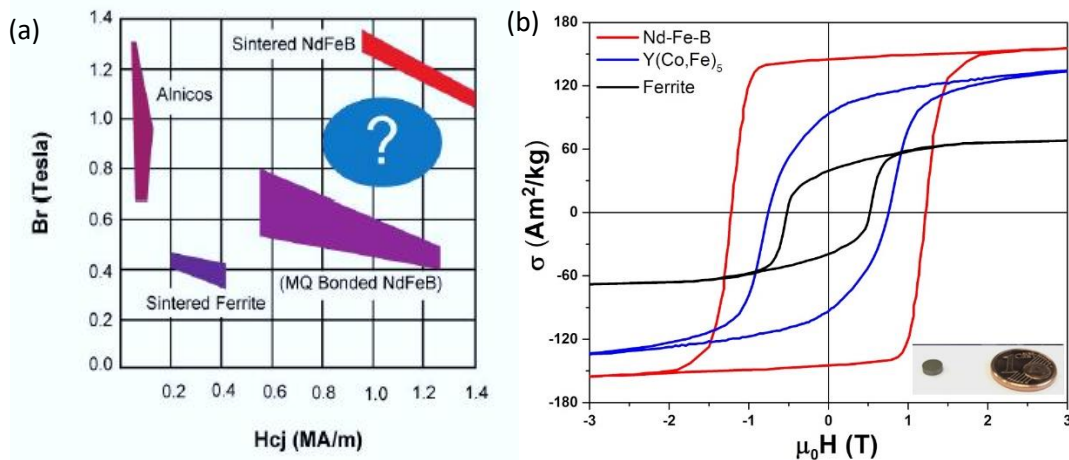 (a)
1.4
1.2
1.0
0.8
0.6
0.4
0.2
0.0
Br (Tesla)
Sintered NdFeB
Alnicos
?
(MQ Bonded NdFeB)
Sintered Ferrite
0.2 0.4 0.6 0.8 1.0 1.2 1.4
Hcj (MA/m)
(b)
180
120
60
0
-60
-120
-180
σ (Am²/kg)
Nd-Fe-B
Y(Co,Fe)₅
Ferrite
1
-3 -2 -1 0 1 2 3
μ₀H (T)